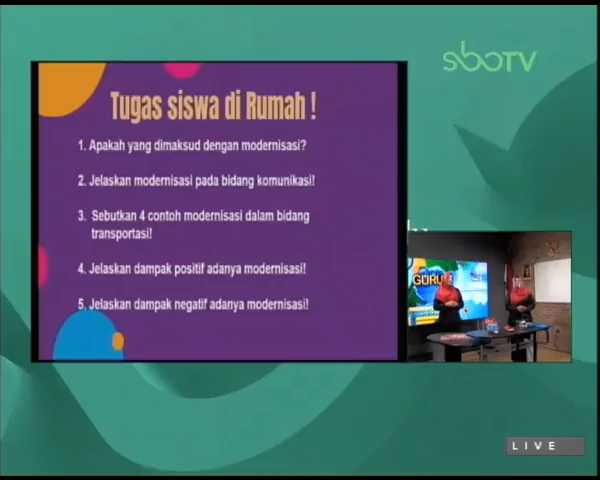 sboTV
Tugas siswa di Rumah !
1. Apakah yang dimaksud dengan modernisasi?
2. Jelaskan modernisasi pada bidang komunikasi!
3. Sebutkan 4 contoh modernisasi dalam bidang
transportasi!
4. Jelaskan dampak positif adanya modernisasi!
5. Jelaskan dampak negatif adanya modernisasi!
GURU
LIVE